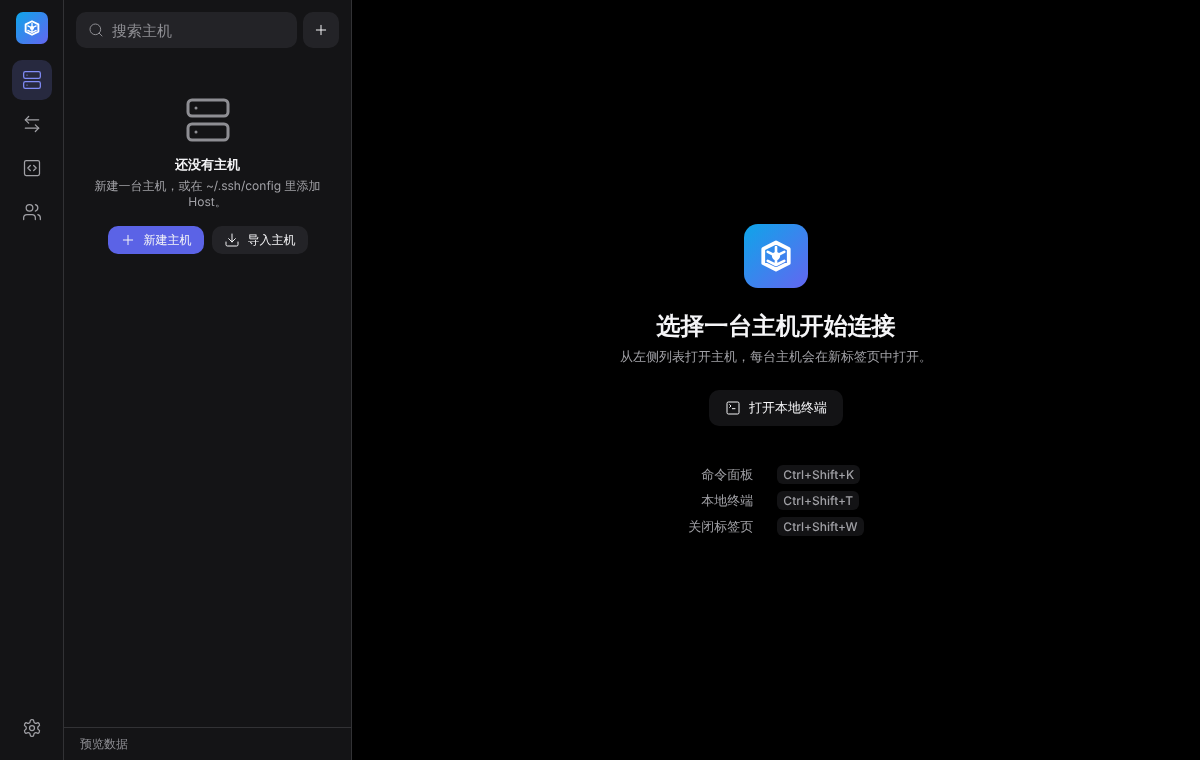 搜索主机
还没有主机
新建一台主机，或在 ~/.ssh/config 里添加
Host。
新建主机
导入主机
预览数据
选择一台主机开始连接
从左侧列表打开主机，每台主机会在新标签页中打开。
打开本地终端
命令面板 Ctrl+Shift+K
本地终端 Ctrl+Shift+T
关闭标签页 Ctrl+Shift+W